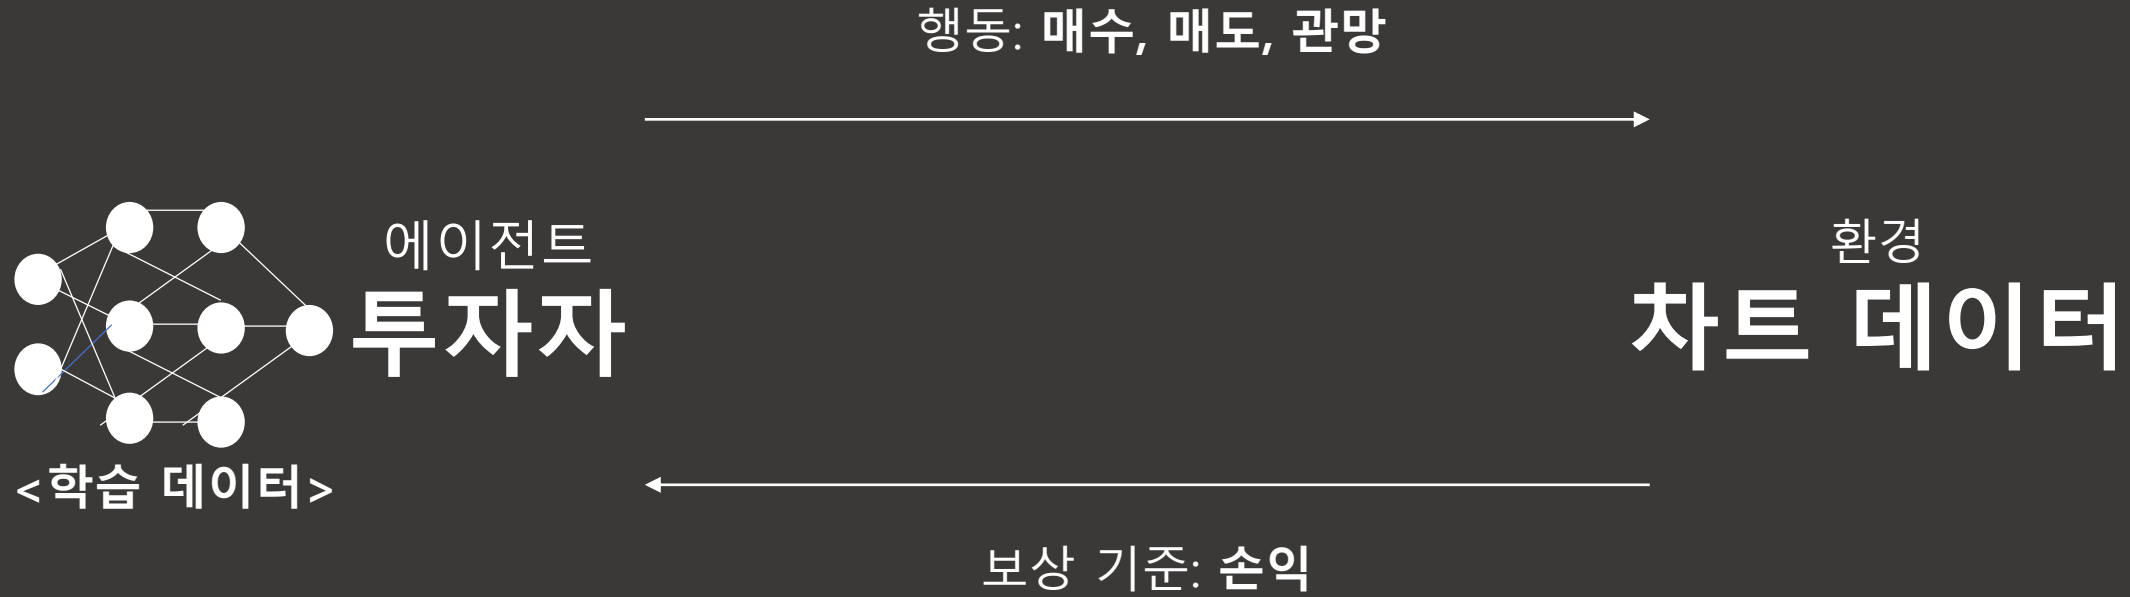 행동: 매수, 매도, 관망
에이전트
투자자
환경
차트 데이터
<학습 데이터>
보상 기준: 손익